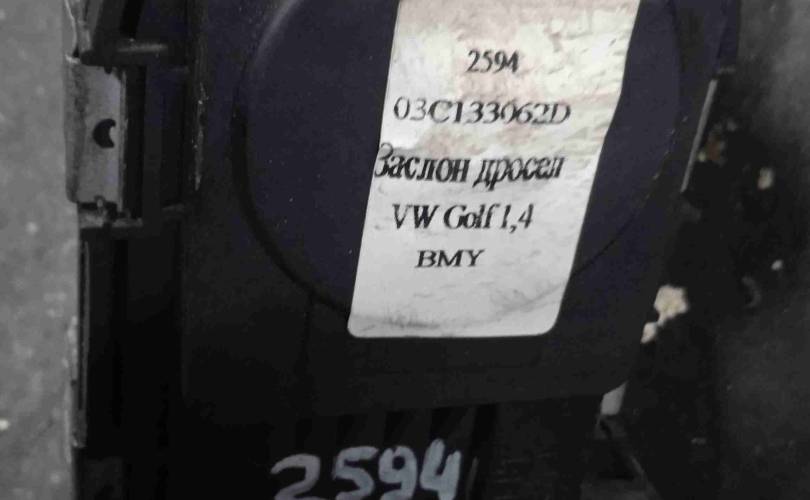 2594
03C133062D
Заслон дросел
VW Golf 1,4
BMY
2594